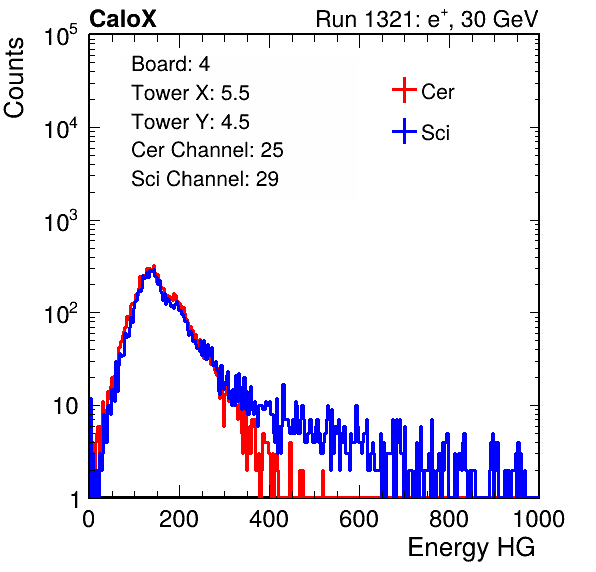 CaloX Run 1321: e⁺, 30 GeV
Counts
Board: 4
Tower X: 5.5
Tower Y: 4.5
Cer Channel: 25
Sci Channel: 29
Cer
Sci
10⁵
10⁴
10³
10²
10
1
0 200 400 600 800 1000
Energy HG